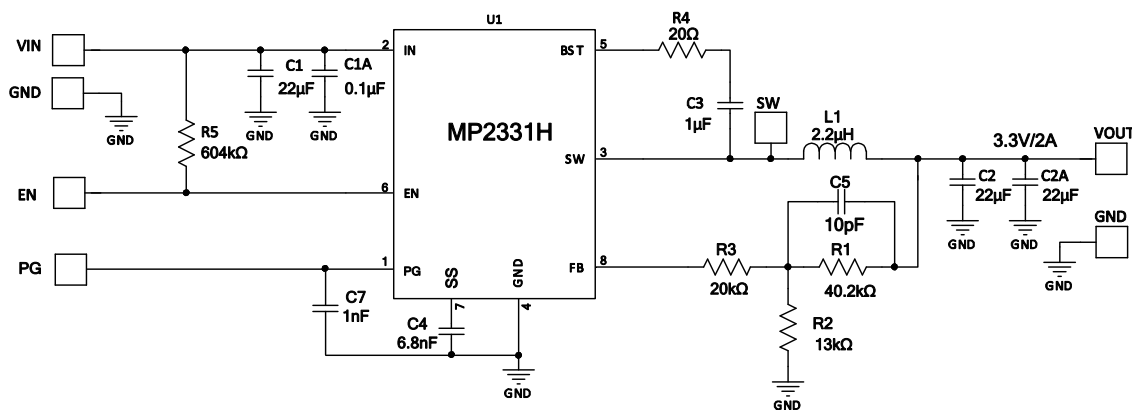 U1
VIN
2
IN
BST
5
R4
20Ω
GND
GND
C1
22µF
GND
C1A
0.1µF
GND
MP2331H
C3
1µF
SW
L1
2.2µH
R5
604kΩ
SW
3
3.3V/2A
VOUT
C2
22µF
GND
C2A
22µF
GND
EN
6
EN
C5
10pF
GND
GND
PG
1
PG
SS
7
GND
4
FB
8
R3
20kΩ
R1
40.2kΩ
C7
1nF
C4
6.8nF
GND
R2
13kΩ
GND